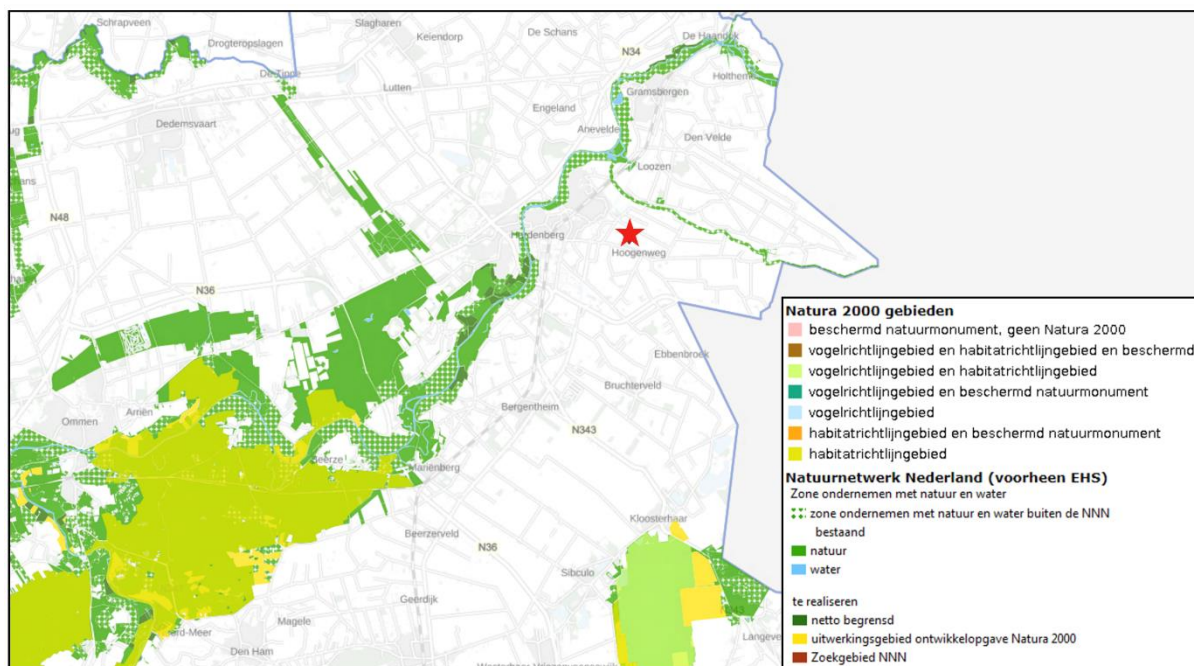 Schrapveen
Slagharen
De Schans
De Haandrik
Drogteropslagen
Keiendorp
N34
De Tippe
Holtheme
Lutten
Gramsbergen
Engeland
Dedemsvaart
Anevelde
Den Velde
Loozen
N48
Hardenberg
Hoogenweg
N36
Ebbenbroek
Bruchterveld
Arriën
Ommen
Bergentheim
N343
Beerze
Mariënberg
Kloosterhaar
Beerzerveld
N36
Sibculo
Geerdijk
Magele
Den Ham
Langeve
Natura 2000 gebieden
beschermd natuurmonument, geen Natura 2000
vogelrichtlijngebied en habitatrichtlijngebied en beschermd
vogelrichtlijngebied en habitatrichtlijngebied
vogelrichtlijngebied en beschermd natuurmonument
vogelrichtlijngebied
habitatrichtlijngebied en beschermd natuurmonument
habitatrichtlijngebied
Natuurnetwerk Nederland (voorheen EHS)
Zone ondernemen met natuur en water
zone ondernemen met natuur en water buiten de NNN
bestaand
natuur
water
te realiseren
netto begrensd
uitwerkingsgebied ontwikkelopgave Natura 2000
Zoekgebied NNN